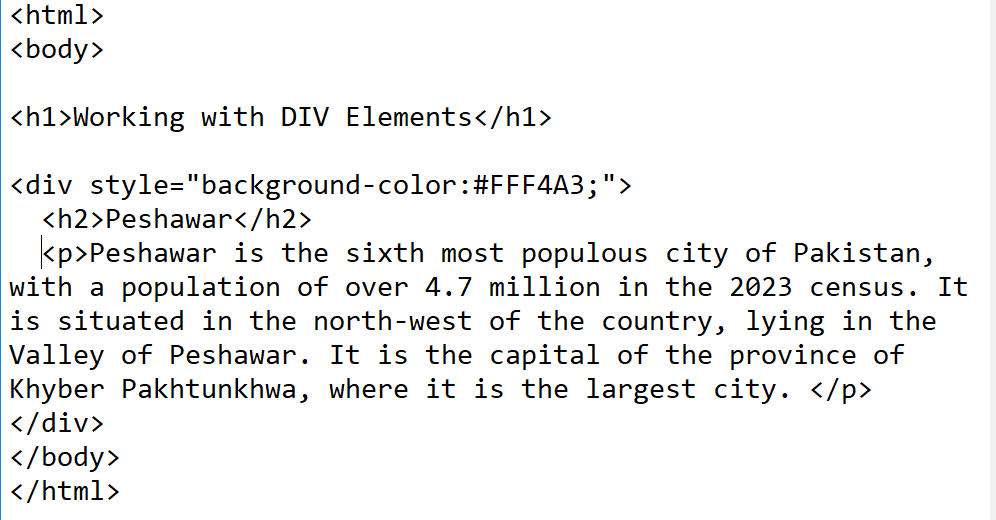 <html>
<body>
<h1>Working with DIV Elements</h1>
<div style="background-color:#FFF4A3;">
<h2>Peshawar</h2>
<p>Peshawar is the sixth most populous city of Pakistan,
with a population of over 4.7 million in the 2023 census. It
is situated in the north-west of the country, lying in the
Valley of Peshawar. It is the capital of the province of
Khyber Pakhtunkhwa, where it is the largest city. </p>
</div>
</body>
</html>